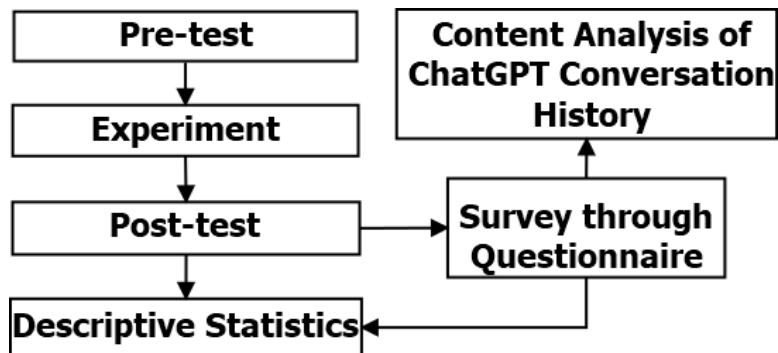 Pre-test
Experiment
Post-test
Descriptive Statistics
Content Analysis of
ChatGPT Conversation
History
Survey through
Questionnaire